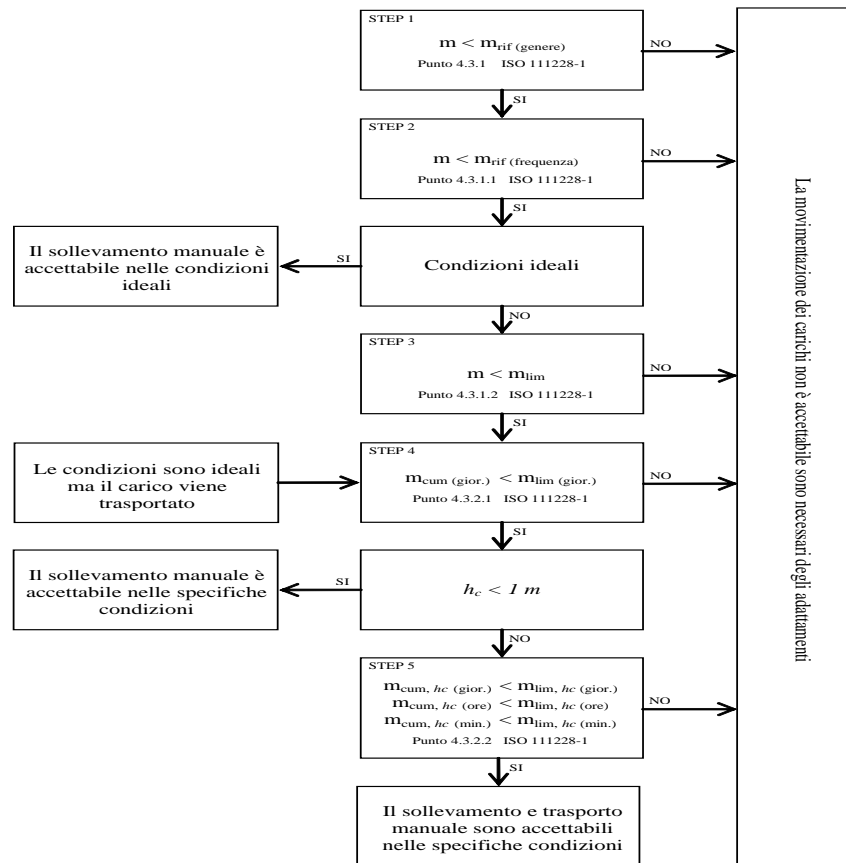 STEP 1
m < mrif (genere)
Punto 4.3.1 ISO 111228-1
NO
SI
STEP 2
m < mrif (frequenza)
Punto 4.3.1.1 ISO 111228-1
NO
SI
Condizioni ideali
SI
Il sollevamento manuale è
accettabile nelle condizioni
ideali
NO
STEP 3
m < mlim
Punto 4.3.1.2 ISO 111228-1
NO
SI
Le condizioni sono ideali
ma il carico viene
trasportato
STEP 4
mcum (gior.) < mlim (gior.)
Punto 4.3.2.1 ISO 111228-1
NO
SI
hc < 1 m
SI
Il sollevamento manuale è
accettabile nelle specifiche
condizioni
NO
STEP 5
mcum, hc (gior.) < mlim, hc (gior.)
mcum, hc (ore) < mlim, hc (ore)
mcum, hc (min.) < mlim, hc (min.)
Punto 4.3.2.2 ISO 111228-1
NO
SI
Il sollevamento e trasporto
manuale sono accettabili
nelle specifiche condizioni
La movimentazione dei carichi non è accettabile sono necessari degli adattamenti